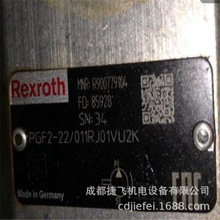 Rexroth
MNR: R900779104
FD: 85928
SN: 34
PGF2-22/011RJ01VU2K
Made in Germany
成都捷飞机电设备有限公司
cdjiefei.1688.com